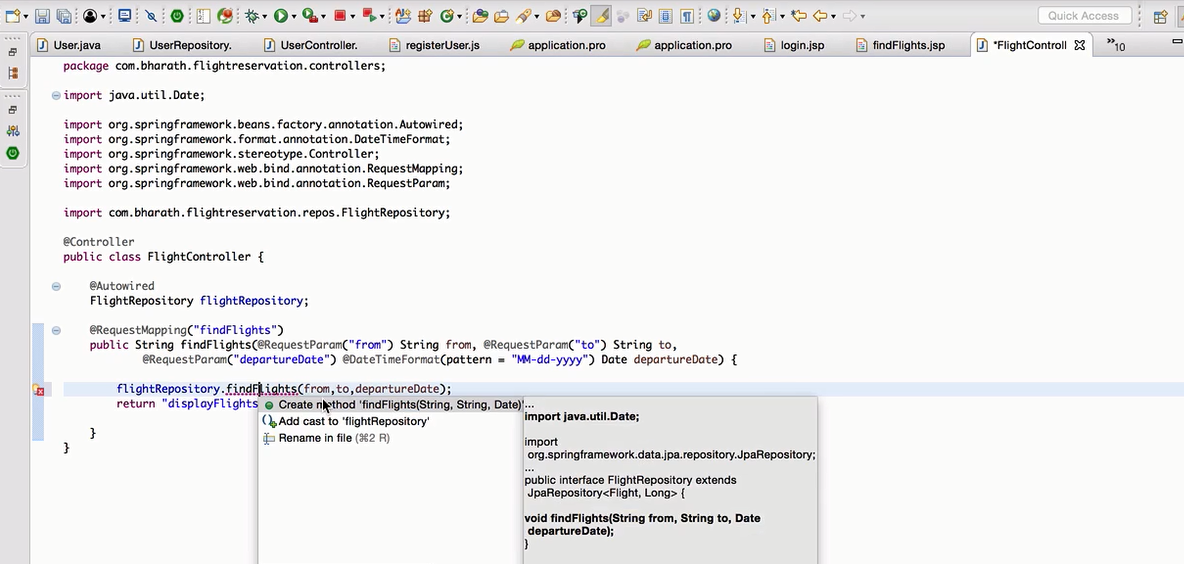 Quick Access
User.java
UserRepository.
UserController.
registerUser.js
application.pro
application.pro
login.jsp
findFlights.jsp
*FlightControll
»10
package com.bharath.flightreservation.controllers;
import java.util.Date;
import org.springframework.beans.factory.annotation.Autowired;
import org.springframework.format.annotation.DateTimeFormat;
import org.springframework.stereotype.Controller;
import org.springframework.web.bind.annotation.RequestMapping;
import org.springframework.web.bind.annotation.RequestParam;
import com.bharath.flightreservation.repos.FlightRepository;
@Controller
public class FlightController {
@Autowired
FlightRepository flightRepository;
@RequestMapping("findFlights")
public String findFlights(@RequestParam("from") String from, @RequestParam("to") String to,
@RequestParam("departureDate") @DateTimeFormat(pattern = "MM-dd-yyyy") Date departureDate) {
flightRepository.findFlights(from,to,departureDate);
return "displayFlights
}
}
Create method 'findFlights(String, String, Date)'
Add cast to 'flightRepository'
Rename in file (⌘2 R)
...
import java.util.Date;
import
org.springframework.data.jpa.repository.JpaRepository;
...
public interface FlightRepository extends
JpaRepository<Flight, Long> {
void findFlights(String from, String to, Date
departureDate);
}